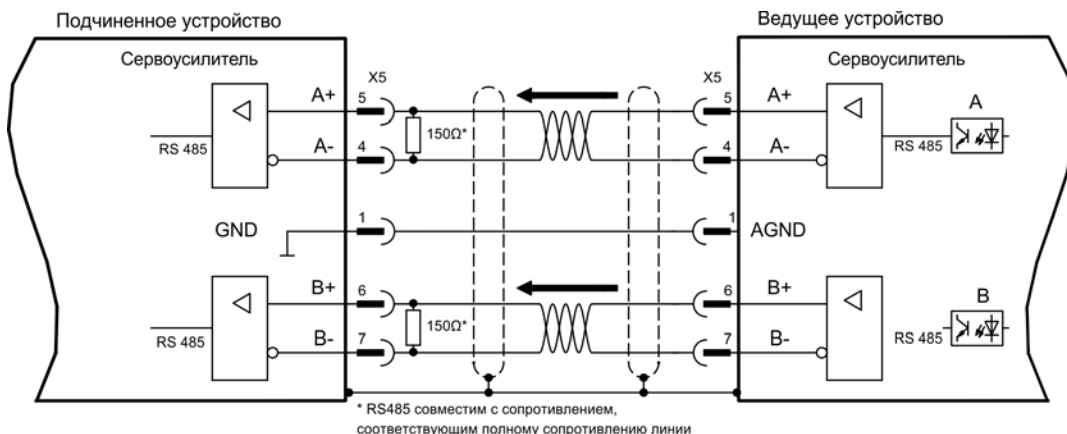 Подчиненное устройство
Ведущее устройство
Сервоусилитель
X5
X5
Сервоусилитель
A+
5
5
A+
A
150Ω*
RS 485
A-
4
4
A-
RS 485
GND
1
1
AGND
B+
6
6
B+
B
150Ω*
RS 485
B-
7
7
B-
RS 485
* RS485 совместим с сопротивлением,
соответствующим полному сопротивлению линии